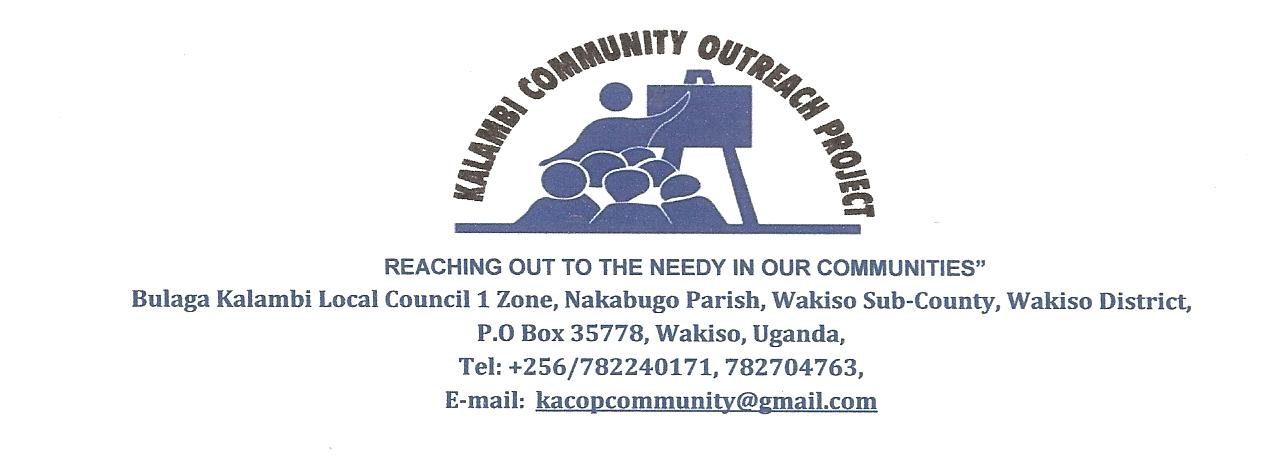 KALAMBI COMMUNITY OUTREACH PROJECT
REACHING OUT TO THE NEEDY IN OUR COMMUNITIES”
Bulaga Kalambi Local Council 1 Zone, Nakabugo Parish, Wakiso Sub-County, Wakiso District,
P.O Box 35778, Wakiso, Uganda,
Tel: +256/782240171, 782704763,
E-mail: kacopcommunity@gmail.com